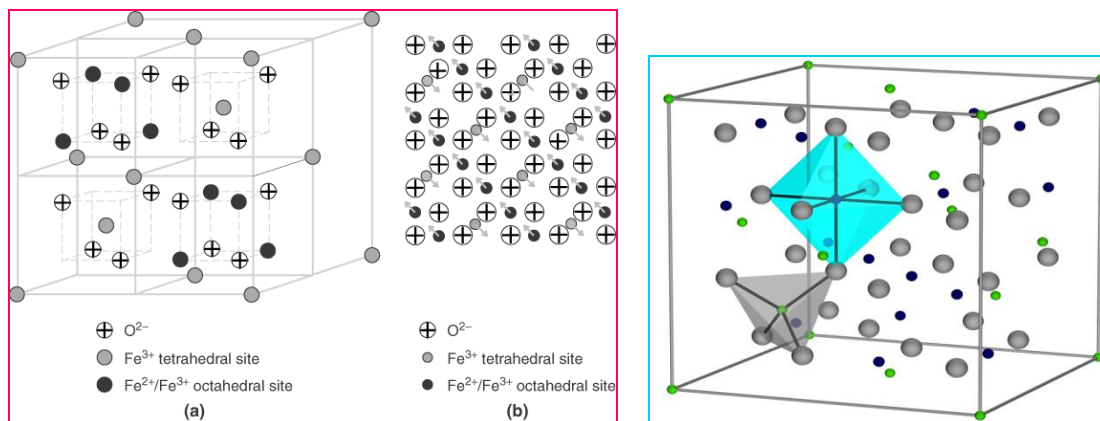 O²⁻
Fe³⁺ tetrahedral site
Fe²⁺/Fe³⁺ octahedral site
(a)
O²⁻
Fe³⁺ tetrahedral site
Fe²⁺/Fe³⁺ octahedral site
(b)